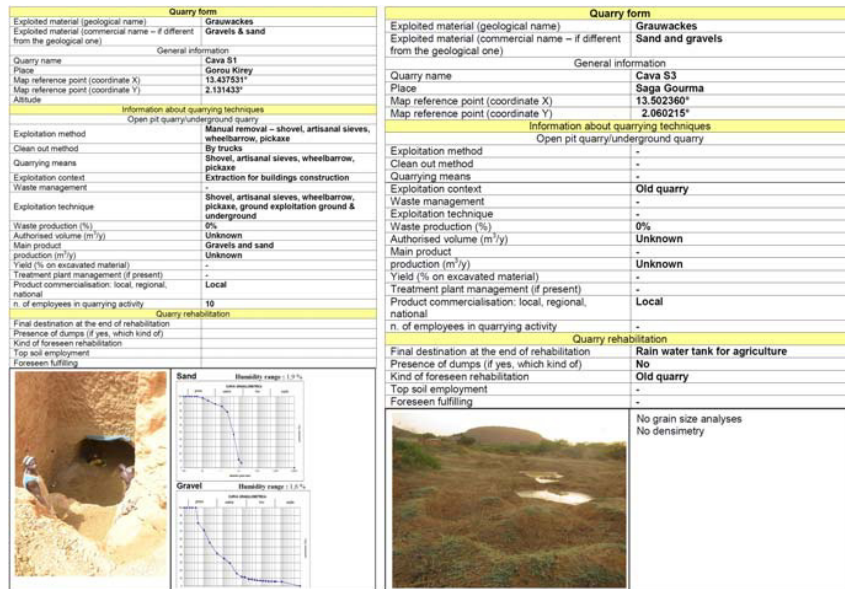 Quarry form
Exploited material (geological name) Grauwackes
Exploited material (commercial name – if different Gravels & sand
from the geological one)
General information
Quarry name Cava S1
Place Gorou Kirey
Map reference point (coordinate X) 13.437531°
Map reference point (coordinate Y) 2.131433°
Altitude
Information about quarrying techniques
Open pit quarry/underground quarry
Exploitation method Manual removal – shovel, artisanal sieves,
wheelbarrow, pickaxe
Clean out method By trucks
Quarrying means Shovel, artisanal sieves, wheelbarrow,
pickaxe
Exploitation context Extraction for buildings construction
Waste management -
Exploitation technique Shovel, artisanal sieves, wheelbarrow,
pickaxe, ground exploitation ground &
underground
Waste production (%) 0%
Authorised volume (m³/y) Unknown
Main product Gravels and sand
production (m³/y) Unknown
Yield (% on excavated material) -
Treatment plant management (if present) -
Product commercialisation: local, regional, Local
national
n. of employees in quarrying activity 10
Quarry rehabilitation
Final destination at the end of rehabilitation
Presence of dumps (if yes, which kind of)
Kind of foreseen rehabilitation
Top soil employment
Foreseen fulfilling
Sand Humidity range : 1,9 %
CURVA GRANULOMETRICA
Gravel Humidity range : 1,6 %
CURVA GRANULOMETRICA
Quarry form
Exploited material (geological name) Grauwackes
Exploited material (commercial name – if different Sand and gravels
from the geological one)
General information
Quarry name Cava S3
Place Saga Gourma
Map reference point (coordinate X) 13.502360°
Map reference point (coordinate Y) 2.060215°
Information about quarrying techniques
Open pit quarry/underground quarry
Exploitation method -
Clean out method -
Quarrying means -
Exploitation context Old quarry
Waste management -
Exploitation technique -
Waste production (%) 0%
Authorised volume (m³/y) Unknown
Main product -
production (m³/y) Unknown
Yield (% on excavated material) -
Treatment plant management (if present) -
Product commercialisation: local, regional, Local
national
n. of employees in quarrying activity -
Quarry rehabilitation
Final destination at the end of rehabilitation Rain water tank for agriculture
Presence of dumps (if yes, which kind of) No
Kind of foreseen rehabilitation Old quarry
Top soil employment -
Foreseen fulfilling -
No grain size analyses
No densimetry